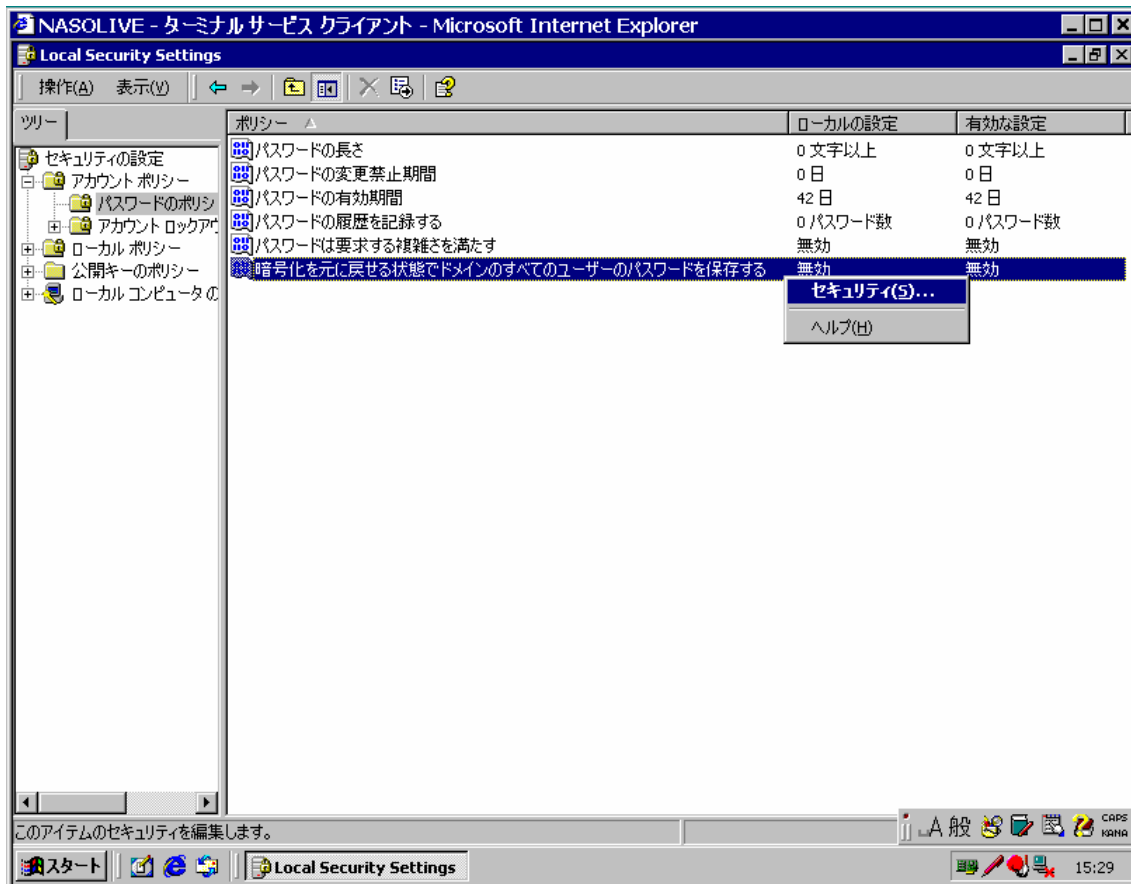 NASOLIVE - ターミナル サービス クライアント - Microsoft Internet Explorer
Local Security Settings
操作(A) 表示(V)
ツリー
ポリシー ローカルの設定 有効な設定
セキュリティの設定
アカウント ポリシー
パスワードのポリシ
アカウント ロックアウ
ローカル ポリシー
公開キーのポリシー
ローカル コンピュータの
パスワードの長さ 0 文字以上 0 文字以上
パスワードの変更禁止期間 0 日 0 日
パスワードの有効期間 42 日 42 日
パスワードの履歴を記録する 0 パスワード数 0 パスワード数
パスワードは要求する複雑さを満たす 無効 無効
暗号化を元に戻せる状態でドメインのすべてのユーザーのパスワードを保存する 無効 無効
セキュリティ(S)...
ヘルプ(H)
このアイテムのセキュリティを編集します。
A 般 CAPS
KANA
スタート Local Security Settings 15:29